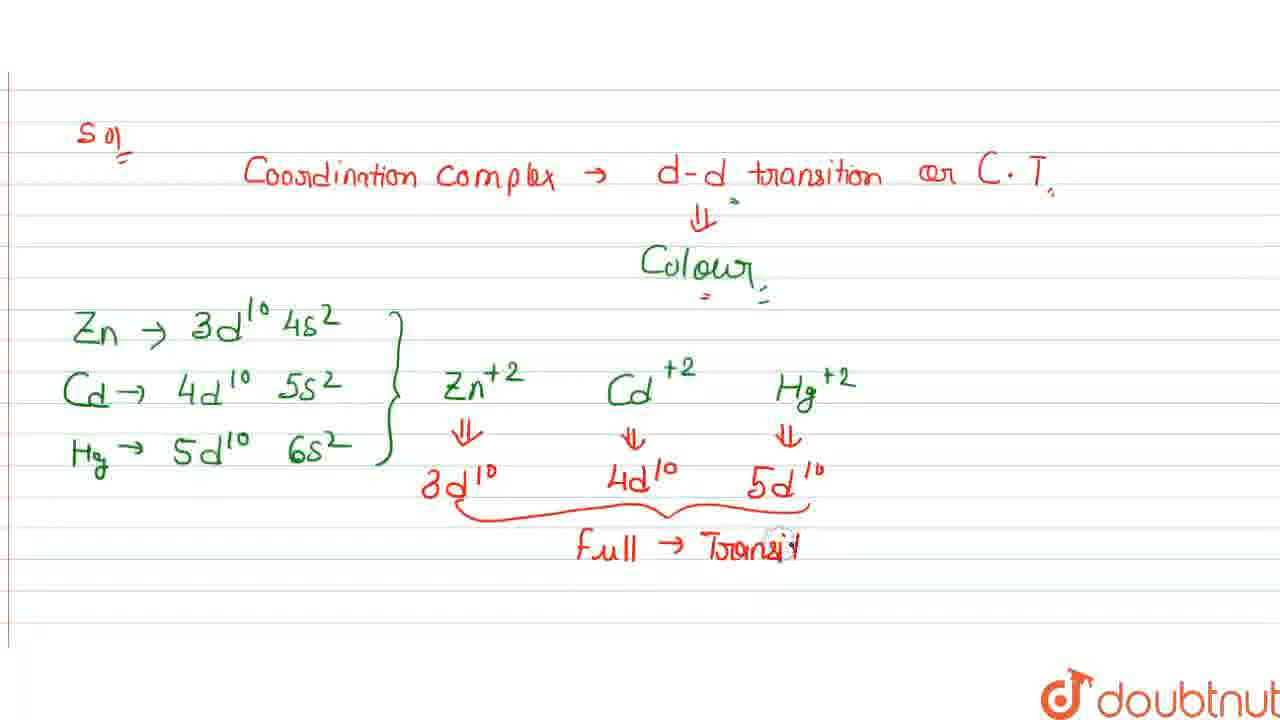 Sol
Coordination complex → d-d transition or C.T.
⇓
Colour
Zn → 3d¹⁰ 4s²
Cd → 4d¹⁰ 5s²
Hg → 5d¹⁰ 6s²
Zn⁺² Cd⁺² Hg⁺²
⇓ ⇓ ⇓
3d¹⁰ 4d¹⁰ 5d¹⁰
Full → Transit
doubtnut